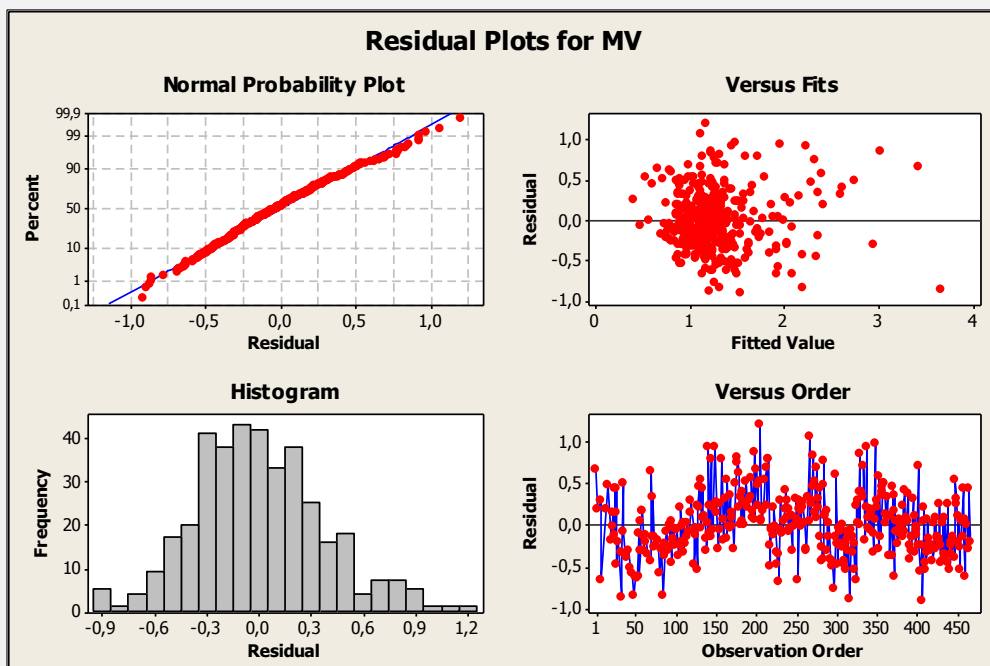 Residual Plots for MV
Normal Probability Plot
99,9
99
90
50
10
1
0,1
Percent
-1,0 -0,5 0,0 0,5 1,0
Residual
Versus Fits
1,0
0,5
0,0
-0,5
-1,0
Residual
0 1 2 3 4
Fitted Value
Histogram
40
30
20
10
0
Frequency
-0,9 -0,6 -0,3 0,0 0,3 0,6 0,9 1,2
Residual
Versus Order
1,0
0,5
0,0
-0,5
-1,0
Residual
1 50 100 150 200 250 300 350 400 450
Observation Order